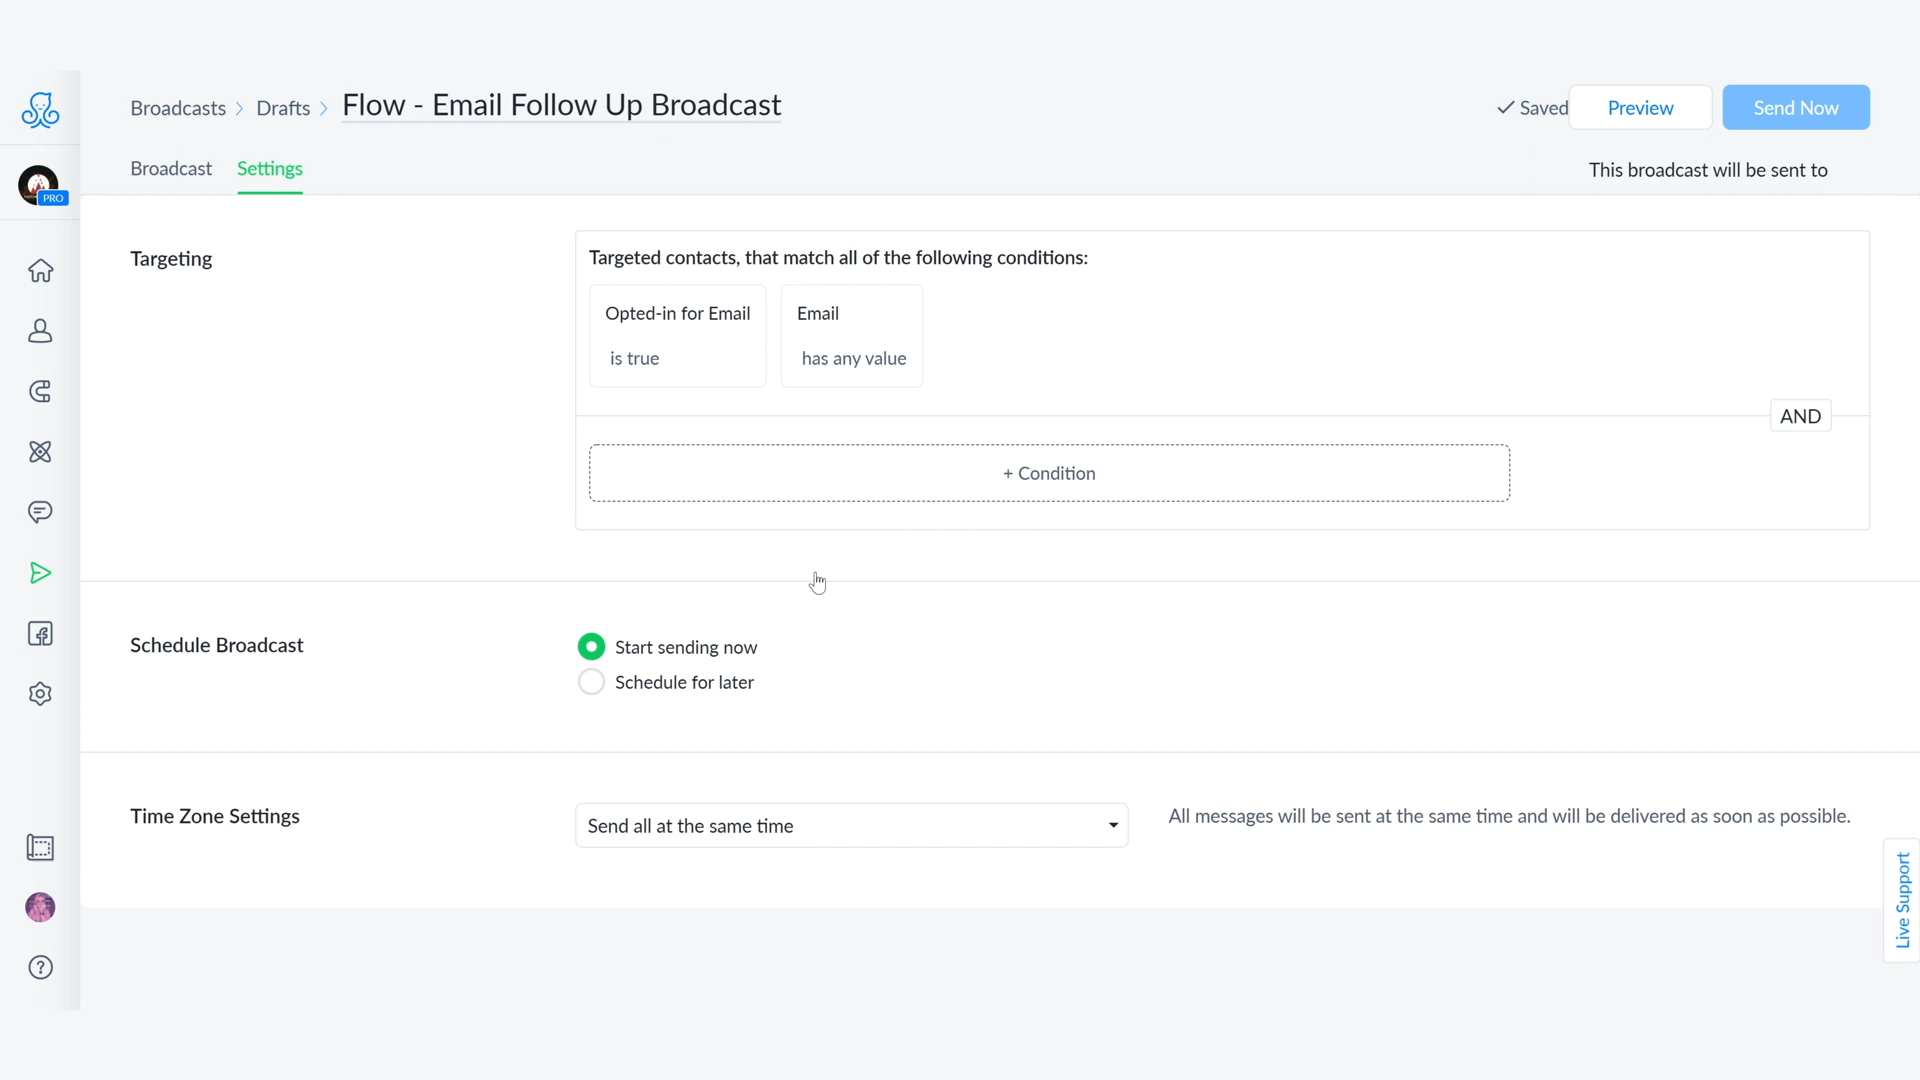 Broadcasts > Drafts > Flow - Email Follow Up Broadcast
Saved
Preview
Send Now
PRO
Broadcast
Settings
This broadcast will be sent to
Targeting
Targeted contacts, that match all of the following conditions:
Opted-in for Email
is true
Email
has any value
AND
+ Condition
Schedule Broadcast
Start sending now
Schedule for later
Time Zone Settings
Send all at the same time
All messages will be sent at the same time and will be delivered as soon as possible.
Live Support